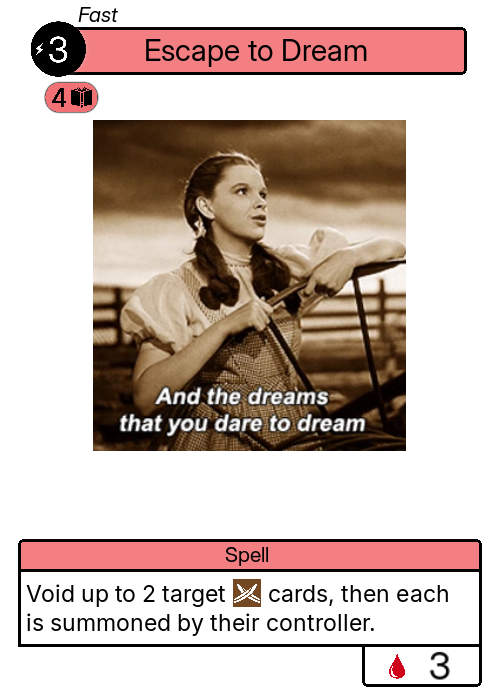 Fast
3
Escape to Dream
4
And the dreams
that you dare to dream
Spell
Void up to 2 target cards, then each
is summoned by their controller.
3